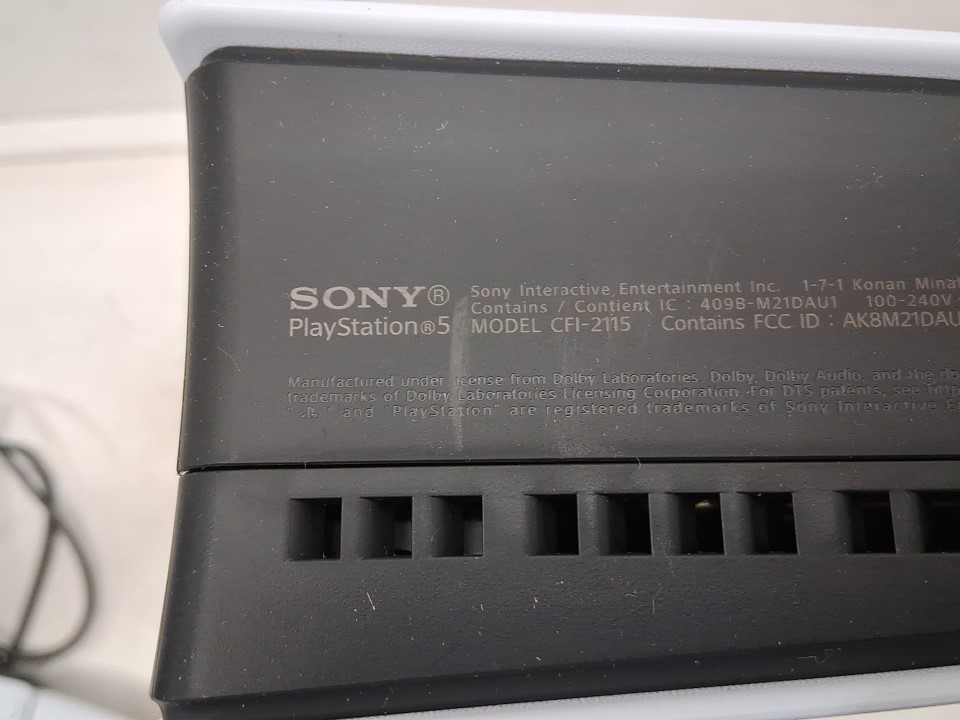 SONY®
PlayStation®5
Sony Interactive Entertainment Inc. 1-7-1 Konan
Contains / Contient IC : 409B-M21DAU1 100-240V
MODEL CFI-2115 Contains FCC ID : AK8M21DAU
Manufactured under license from Dolby Laboratories. Dolby, Dolby Audio, and the
trademarks of Dolby Laboratories Licensing Corporation. For DTS patents, see
" " and "PlayStation" are registered trademarks of Sony Interactive